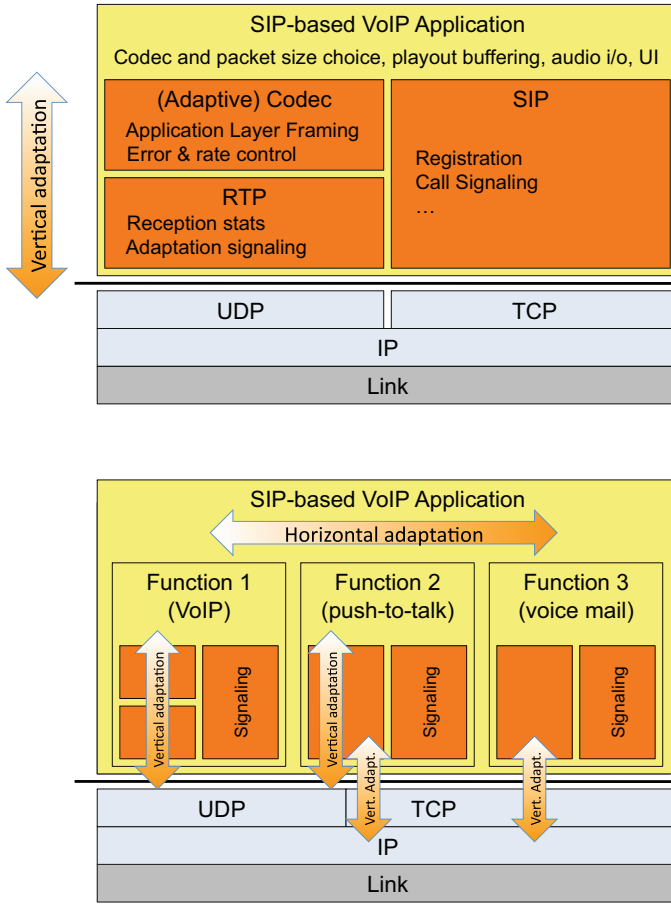 SIP-based VoIP Application
Codec and packet size choice, playout buffering, audio i/o, UI
Vertical adaptation
(Adaptive) Codec
Application Layer Framing
Error & rate control
RTP
Reception stats
Adaptation signaling
SIP
Registration
Call Signaling
…
UDP
TCP
IP
Link
SIP-based VoIP Application
Horizontal adaptation
Function 1
(VoIP)
Vertical adaptation
Signaling
Function 2
(push-to-talk)
Vertical adaptation
Signaling
Vert. Adapt.
Function 3
(voice mail)
Signaling
Vert. Adapt.
UDP
TCP
IP
Link